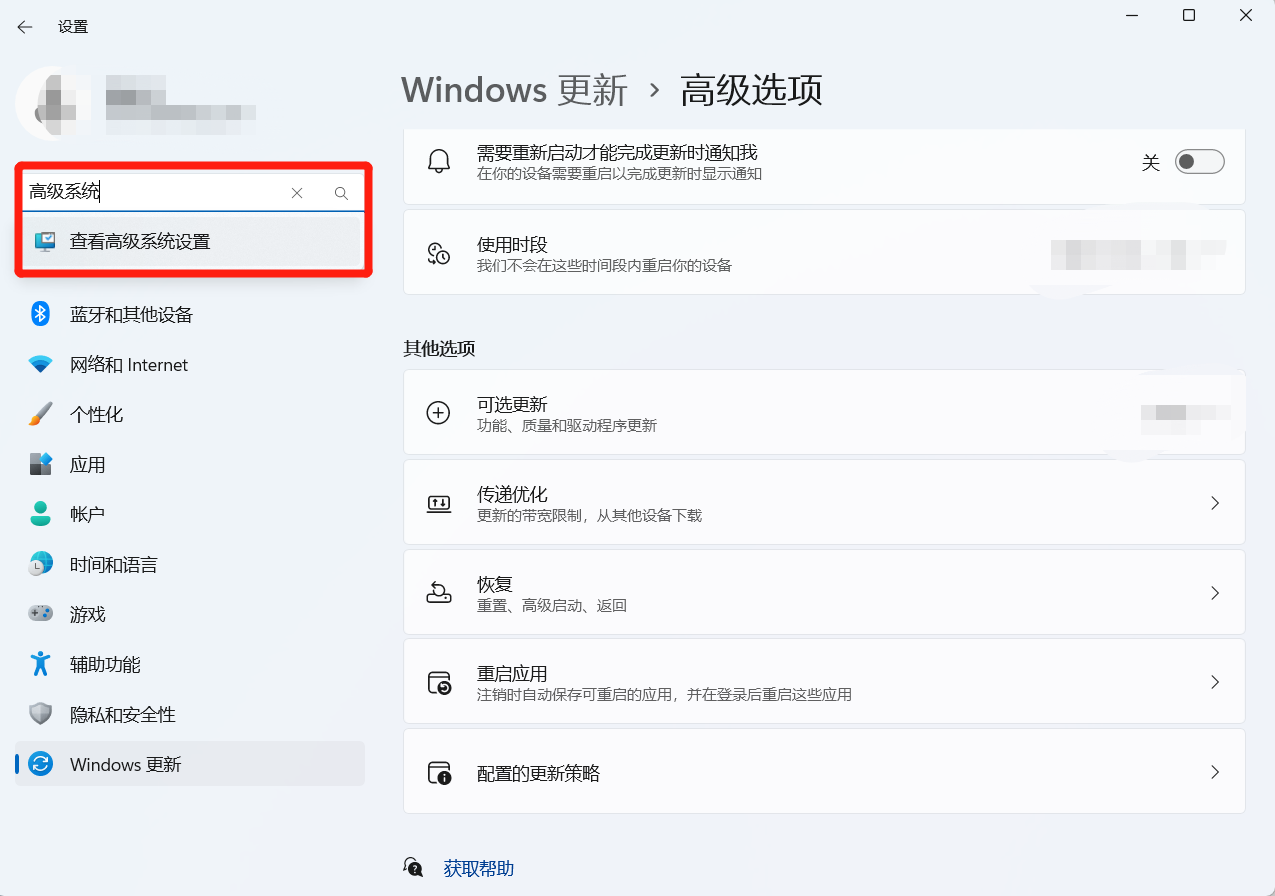 设置
高级系统
查看高级系统设置
蓝牙和其他设备
网络和 Internet
个性化
应用
帐户
时间和语言
游戏
辅助功能
隐私和安全性
Windows 更新
Windows 更新 › 高级选项
需要重新启动才能完成更新时通知我
在你的设备需要重启以完成更新时显示通知
关
使用时段
我们不会在这些时间段内重启你的设备
其他选项
可选更新
功能、质量和驱动程序更新
传递优化
更新的带宽限制，从其他设备下载
恢复
重置、高级启动、返回
重启应用
注销时自动保存可重启的应用，并在登录后重启这些应用
配置的更新策略
获取帮助